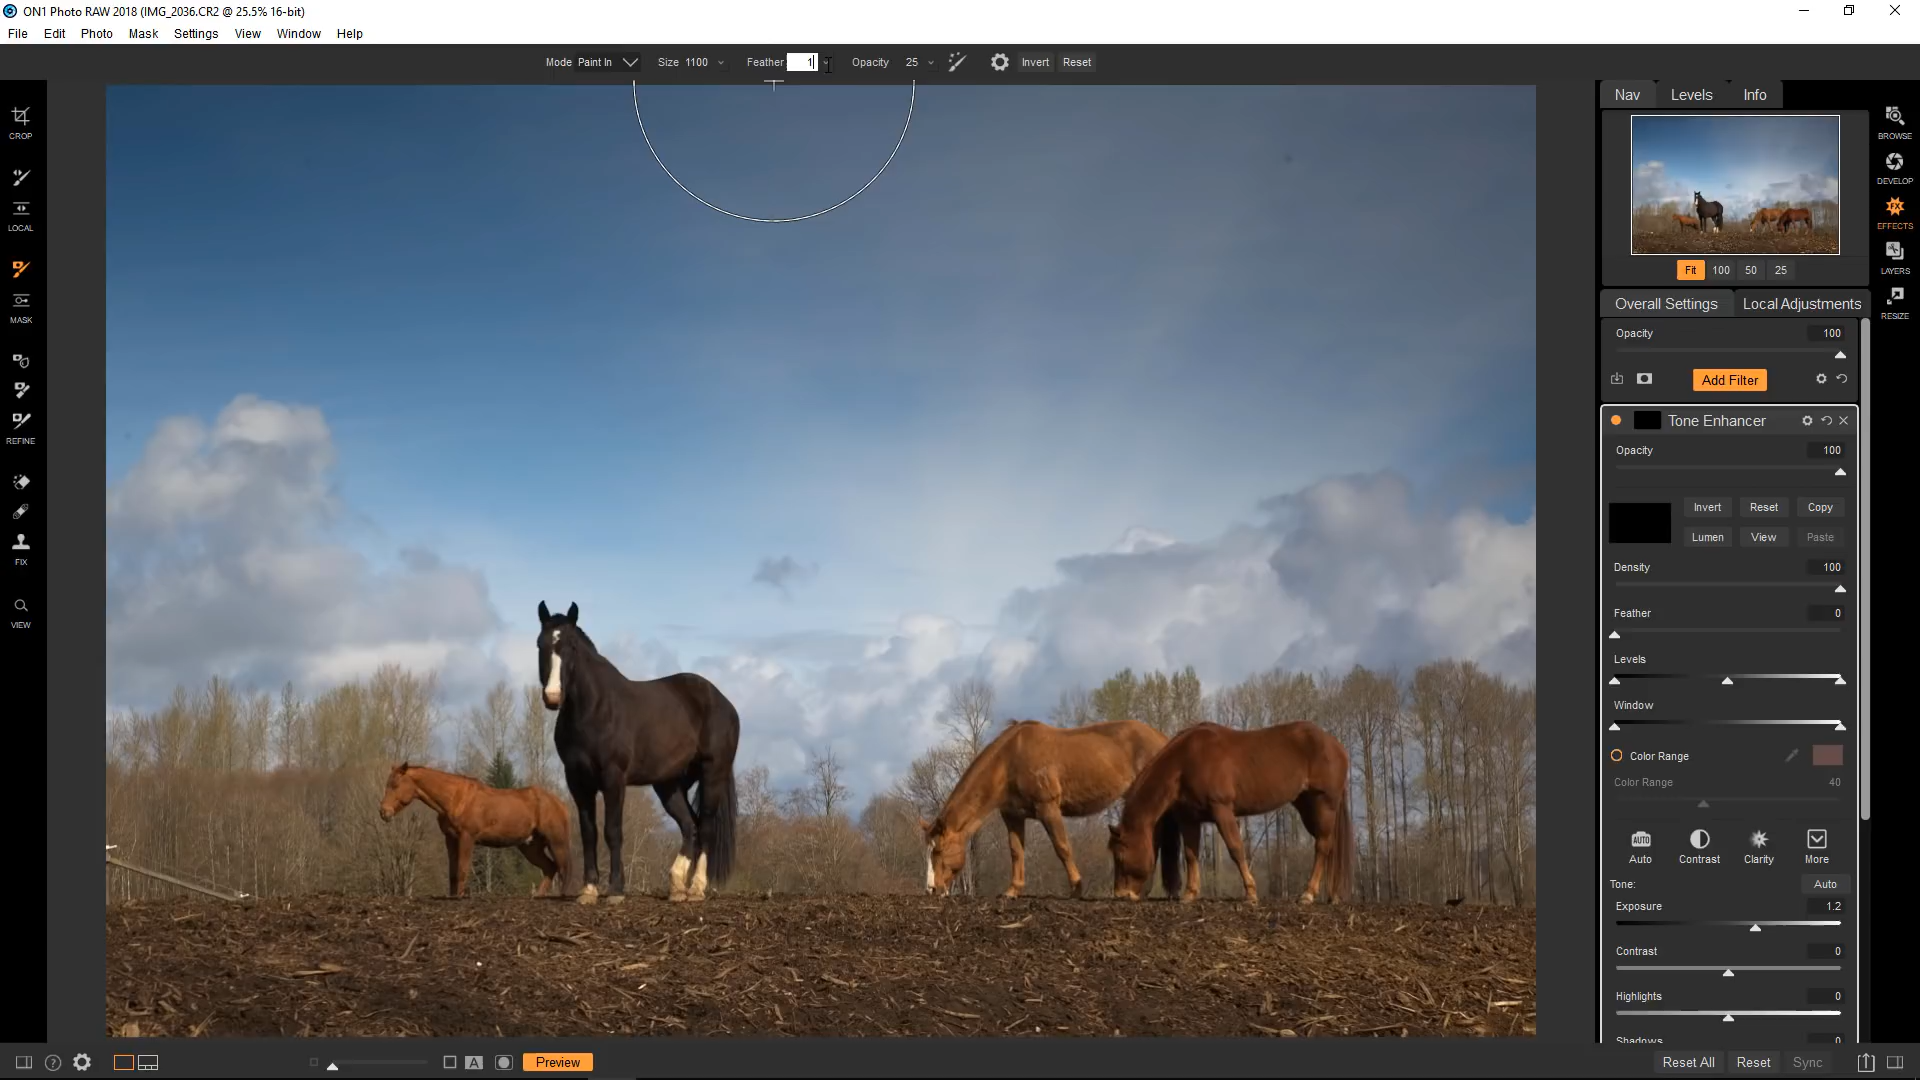 ON1 Photo RAW 2018 (IMG_2036.CR2 @ 25.5% 16-bit)
File Edit Photo Mask Settings View Window Help
Mode Paint In Size 1100 Feather 1 Opacity 25 Invert Reset
CROP
LOCAL
MASK
REFINE
FIX
VIEW
Nav Levels Info
Fit 100 50 25
BROWSE
DEVELOP
FX
EFFECTS
LAYERS
RESIZE
Overall Settings Local Adjustments
Opacity 100
Add Filter
Tone Enhancer
Opacity 100
Invert Reset Copy
Lumen View Paste
Density 100
Feather 0
Levels
Window
Color Range
Color Range 40
AUTO
Auto Contrast Clarity More
Tone: Auto
Exposure 1.2
Contrast 0
Highlights 0
Shadows 0
? A Preview
Reset All Reset Sync